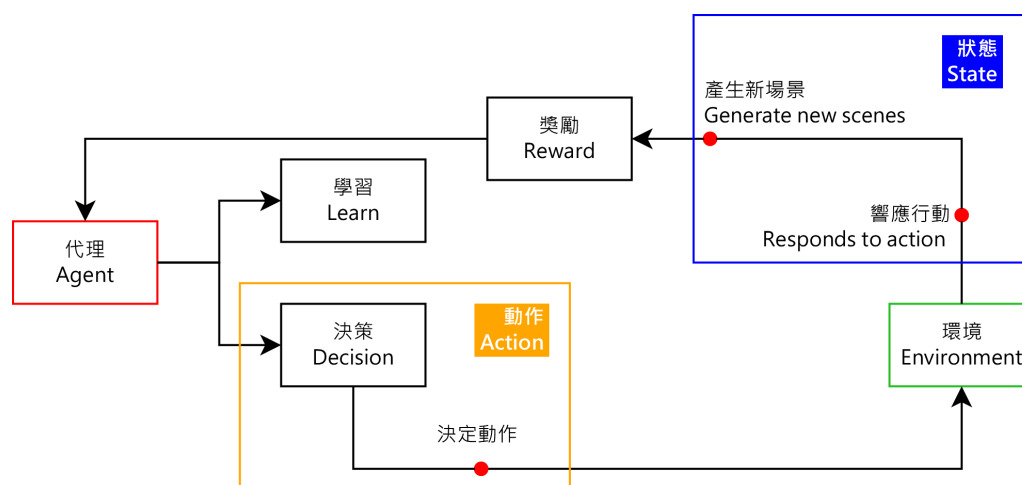 狀態
State
產生新場景
Generate new scenes
獎勵
Reward
學習
Learn
響應行動
Responds to action
代理
Agent
動作
Action
決策
Decision
環境
Environment
決定動作